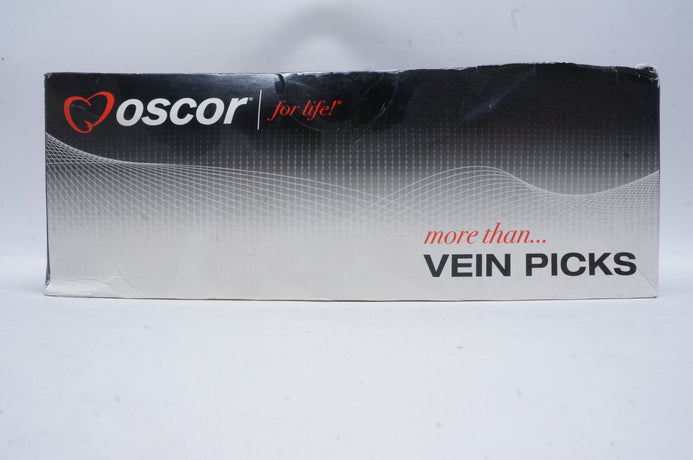 oscor® for life!®
more than...
VEIN PICKS